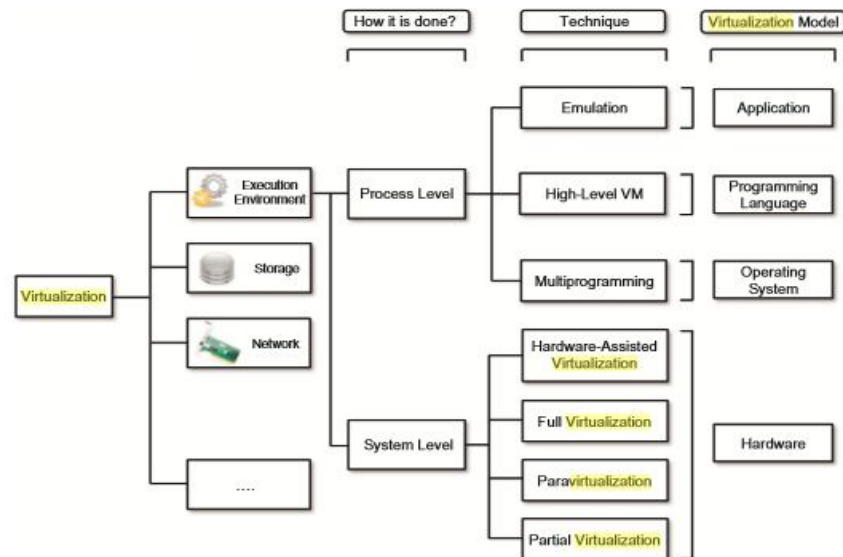 How it is done?
Technique
Virtualization Model
Emulation
Application
Execution
Environment
Process Level
High-Level VM
Programming
Language
Storage
Multiprogramming
Operating
System
Virtualization
Network
Hardware-Assisted
Virtualization
Full Virtualization
System Level
Hardware
Paravirtualization
....
Partial Virtualization